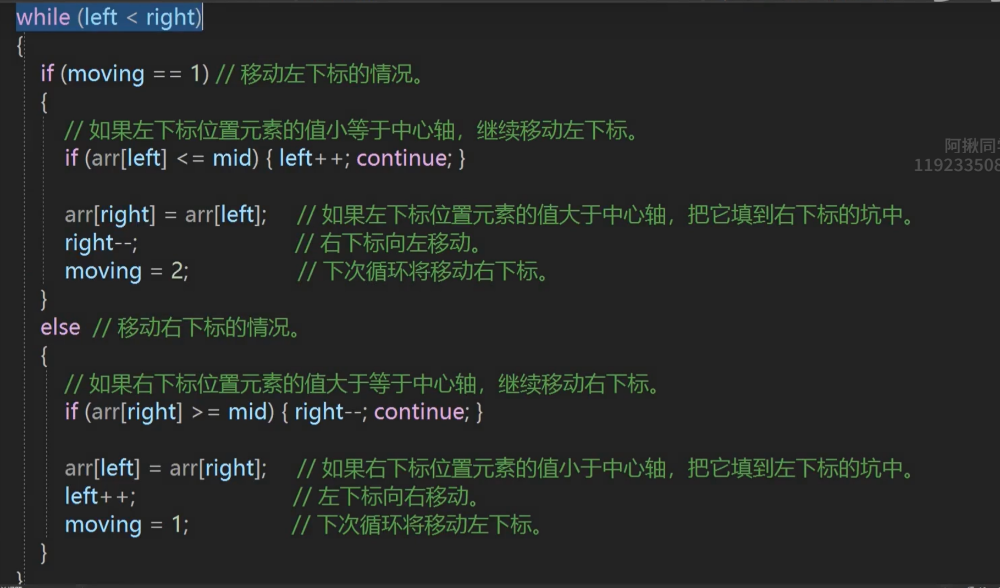 while (left < right)
{
if (moving == 1) // 移动左下标的情况。
{
// 如果左下标位置元素的值小等于中心轴，继续移动左下标。
if (arr[left] <= mid) { left++; continue; }
arr[right] = arr[left]; // 如果左下标位置元素的值大于中心轴，把它填到右下标的坑中。
right--; // 右下标向左移动。
moving = 2; // 下次循环将移动右下标。
}
else // 移动右下标的情况。
{
// 如果右下标位置元素的值大于等于中心轴，继续移动右下标。
if (arr[right] >= mid) { right--; continue; }
arr[left] = arr[right]; // 如果右下标位置元素的值小于中心轴，把它填到左下标的坑中。
left++; // 左下标向右移动。
moving = 1; // 下次循环将移动左下标。
}
}
阿揪同
119233508